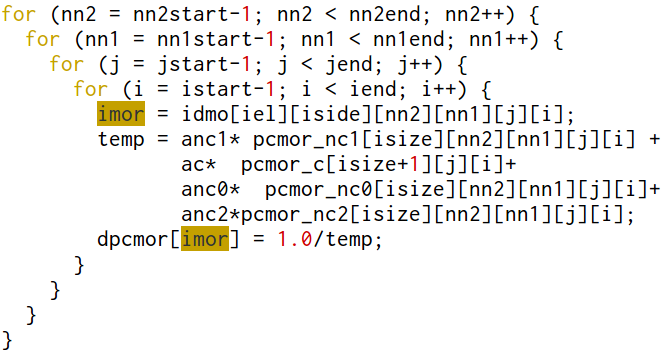 for (nn2 = nn2start-1; nn2 < nn2end; nn2++) {
  for (nn1 = nn1start-1; nn1 < nn1end; nn1++) {
    for (j = jstart-1; j < jend; j++) {
      for (i = istart-1; i < iend; i++) {
        imor = idmo[iel][iside][nn2][nn1][j][i];
        temp = anc1* pcmor_nc1[isize][nn2][nn1][j][i] +
               ac*  pcmor_c[isize+1][j][i]+
               anc0*  pcmor_nc0[isize][nn2][nn1][j][i]+
               anc2*pcmor_nc2[isize][nn2][nn1][j][i];
        dpcmor[imor] = 1.0/temp;
      }
    }
  }
}